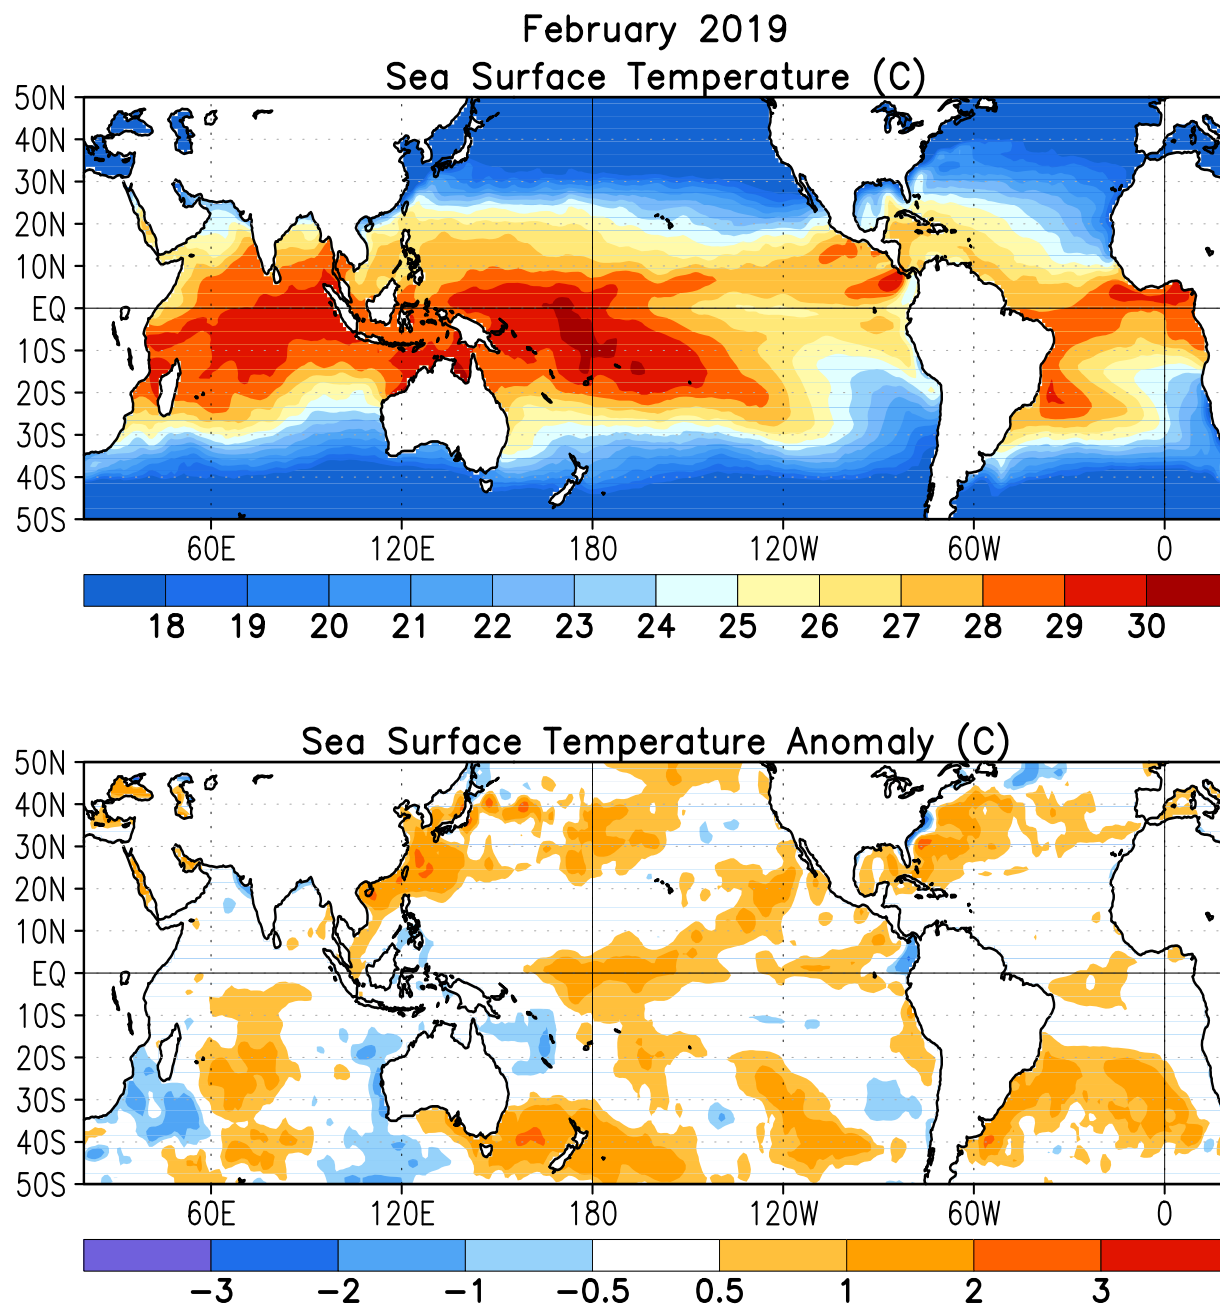 February 2019
Sea Surface Temperature (C)
50N
40N
30N
20N
10N
EQ
10S
20S
30S
40S
50S
60E 120E 180 120W 60W 0
18 19 20 21 22 23 24 25 26 27 28 29 30
Sea Surface Temperature Anomaly (C)
50N
40N
30N
20N
10N
EQ
10S
20S
30S
40S
50S
60E 120E 180 120W 60W 0
-3 -2 -1 -0.5 0.5 1 2 3